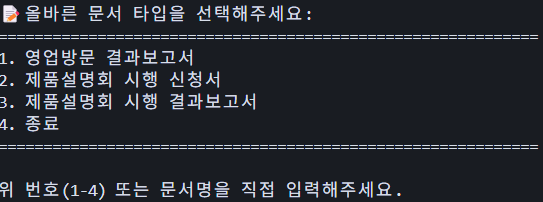 📝 올바른 문서 타입을 선택해주세요:
============================================================
1. 영업방문 결과보고서
2. 제품설명회 시행 신청서
3. 제품설명회 시행 결과보고서
4. 종료
============================================================
위 번호(1-4) 또는 문서명을 직접 입력해주세요.